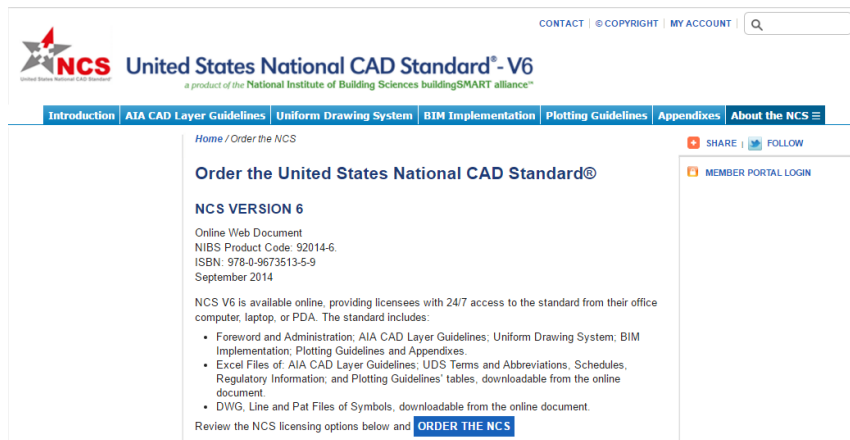 CONTACT | © COPYRIGHT | MY ACCOUNT
NCS
United States National CAD Standard®
United States National CAD Standard®- V6
a product of the National Institute of Building Sciences buildingSMART alliance™
Introduction AIA CAD Layer Guidelines Uniform Drawing System BIM Implementation Plotting Guidelines Appendixes About the NCS ☰
Home / Order the NCS
SHARE | FOLLOW
MEMBER PORTAL LOGIN
Order the United States National CAD Standard®
NCS VERSION 6
Online Web Document
NIBS Product Code: 92014-6.
ISBN: 978-0-9673513-5-9
September 2014
NCS V6 is available online, providing licensees with 24/7 access to the standard from their office
computer, laptop, or PDA. The standard includes:
• Foreword and Administration; AIA CAD Layer Guidelines; Uniform Drawing System; BIM
Implementation; Plotting Guidelines and Appendixes.
• Excel Files of: AIA CAD Layer Guidelines; UDS Terms and Abbreviations, Schedules,
Regulatory Information; and Plotting Guidelines' tables, downloadable from the online
document.
• DWG, Line and Pat Files of Symbols, downloadable from the online document.
Review the NCS licensing options below and ORDER THE NCS